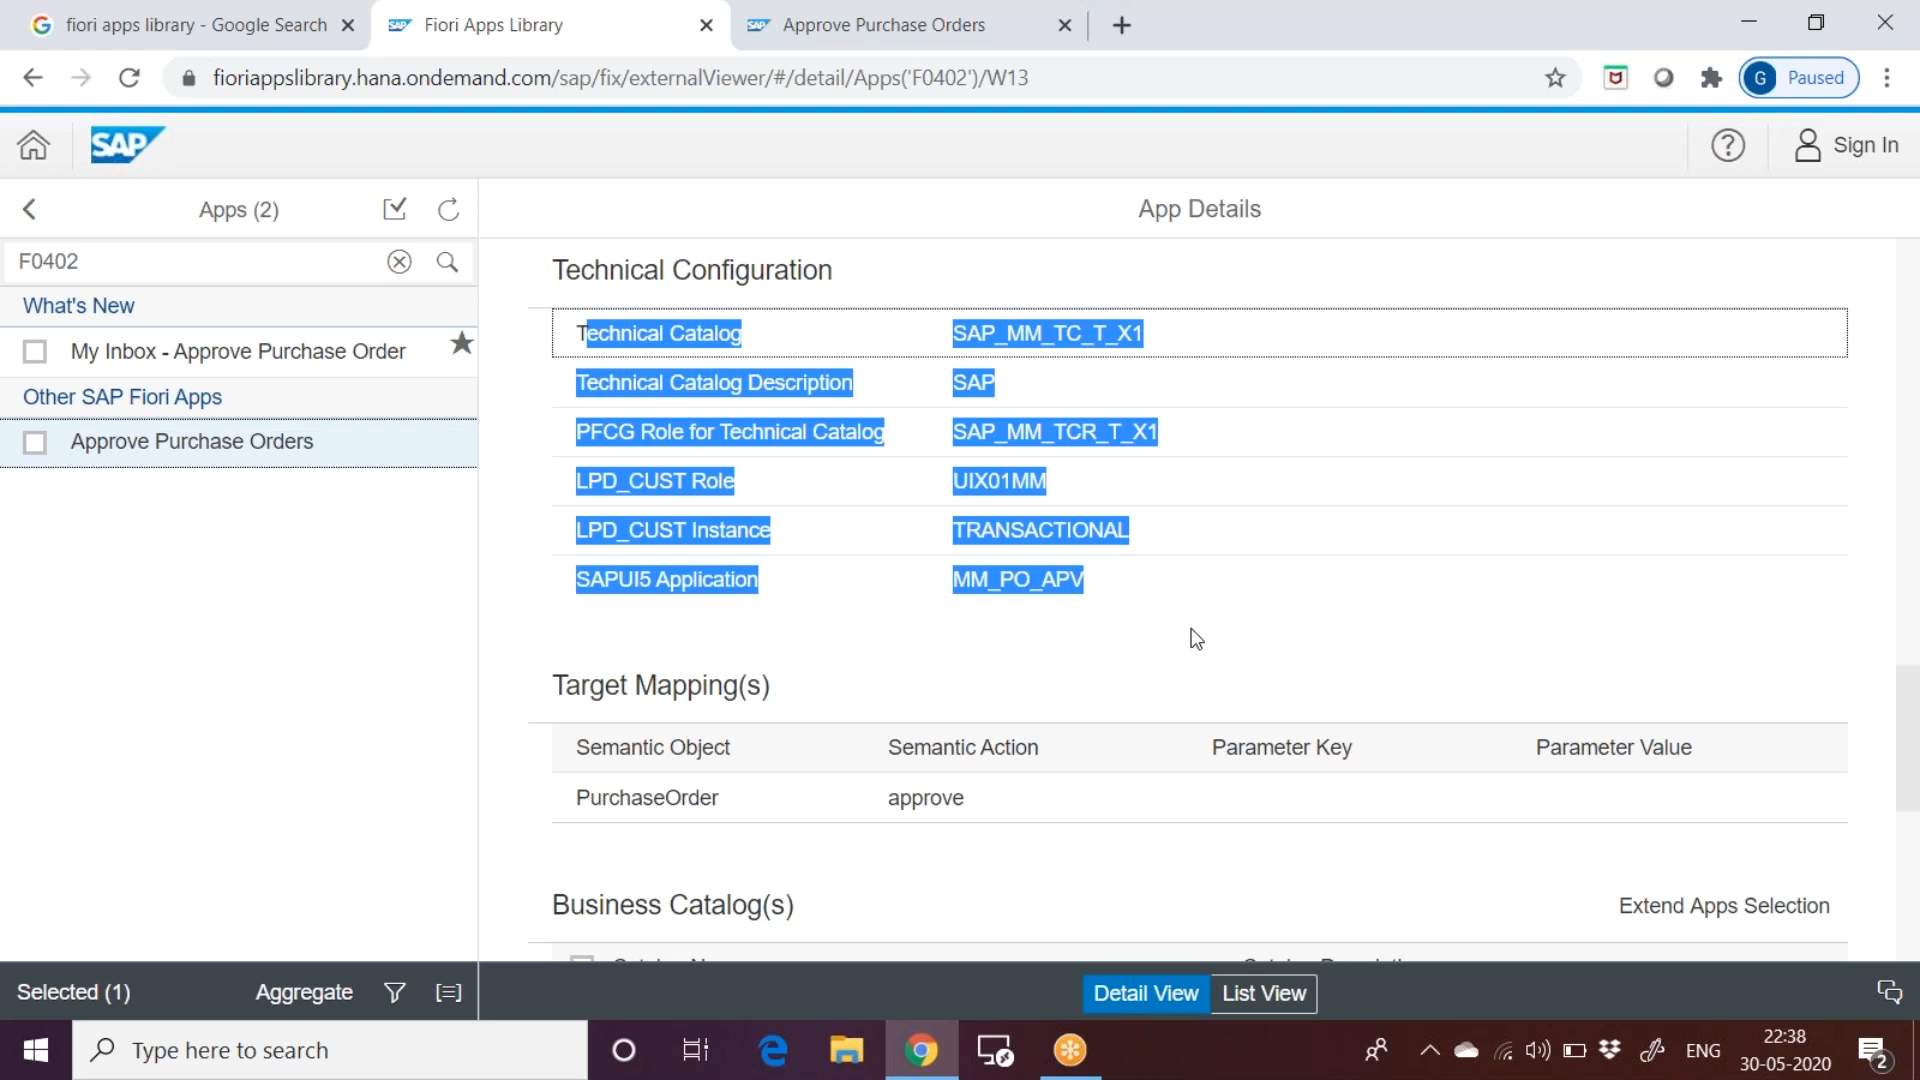 fiori apps library - Google Search
Fiori Apps Library
SAP Approve Purchase Orders
fioriappslibrary.hana.ondemand.com/sap/fix/externalViewer/#/detail/Apps('F0402')/W13
G Paused
SAP
Sign In
Apps (2)
App Details
F0402
What's New
My Inbox - Approve Purchase Order
Other SAP Fiori Apps
Approve Purchase Orders
Technical Configuration
Technical Catalog SAP_MM_TC_T_X1
Technical Catalog Description SAP
PFCG Role for Technical Catalog SAP_MM_TCR_T_X1
LPD_CUST Role UIX01MM
LPD_CUST Instance TRANSACTIONAL
SAPUI5 Application MM_PO_APV
Target Mapping(s)
Semantic Object Semantic Action Parameter Key Parameter Value
PurchaseOrder approve
Business Catalog(s) Extend Apps Selection
Selected (1) Aggregate
Detail View List View
Type here to search
ENG
22:38
30-05-2020
2